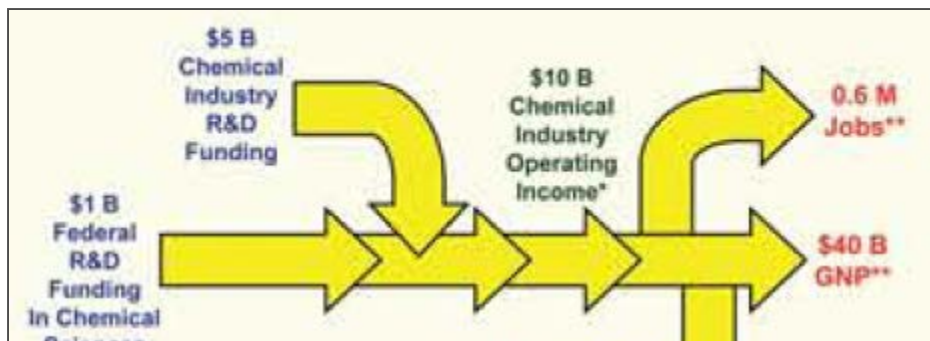 $5 B
Chemical
Industry
R&D
Funding
$10 B
Chemical
Industry
Operating
Income*
0.6 M
Jobs**
$1 B
Federal
R&D
Funding
In Chemical
$40 B
GNP**